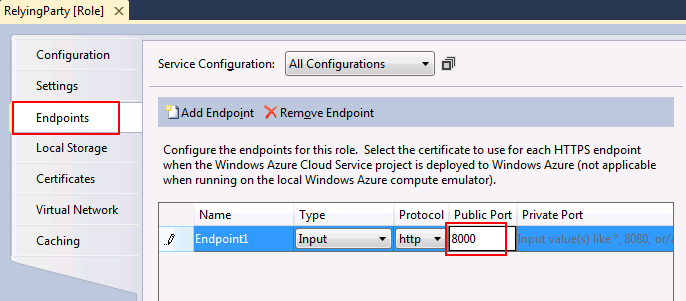 RelyingParty [Role]
Configuration
Settings
Endpoints
Local Storage
Certificates
Virtual Network
Caching
Service Configuration: All Configurations
Add Endpoint Remove Endpoint
Configure the endpoints for this role. Select the certificate to use for each HTTPS endpoint
when the Windows Azure Cloud Service project is deployed to Windows Azure (not applicable
when running on the local Windows Azure compute emulator).
Name Type Protocol Public Port Private Port
Endpoint1 Input http 8000 Input value(s) like *, 8080, or/